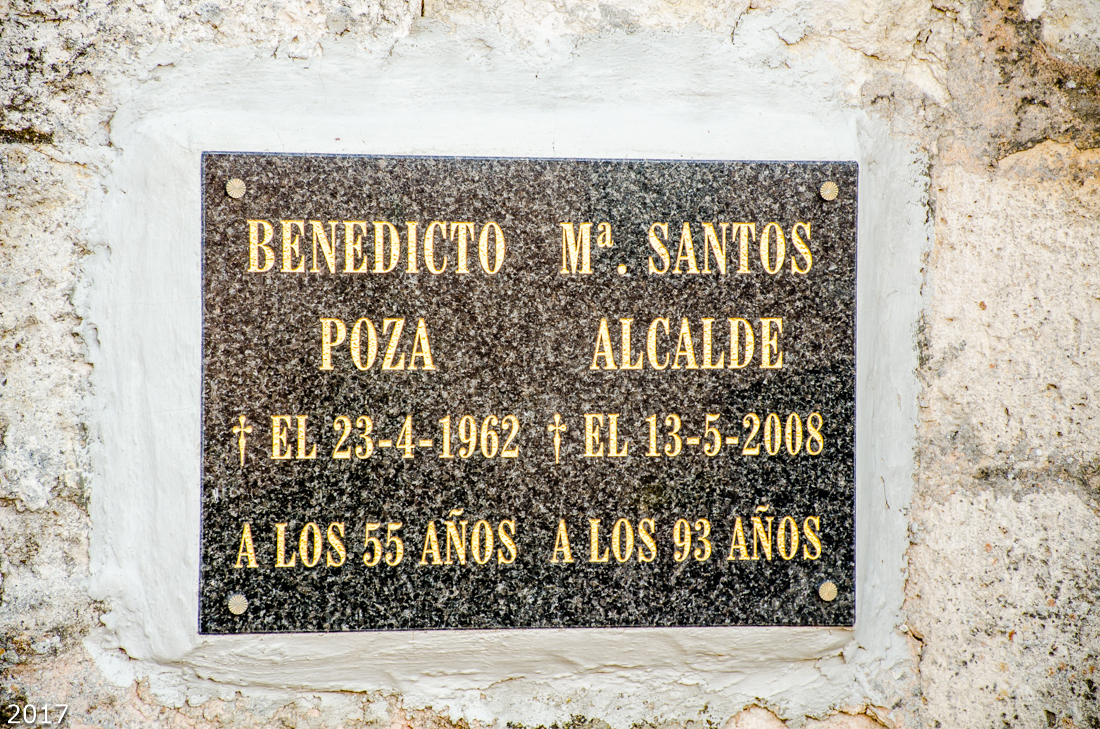 BENEDICTO
POZA
† EL 23-4-1962
A LOS 55 AÑOS
Mª. SANTOS
ALCALDE
† EL 13-5-2008
A LOS 93 AÑOS
2017